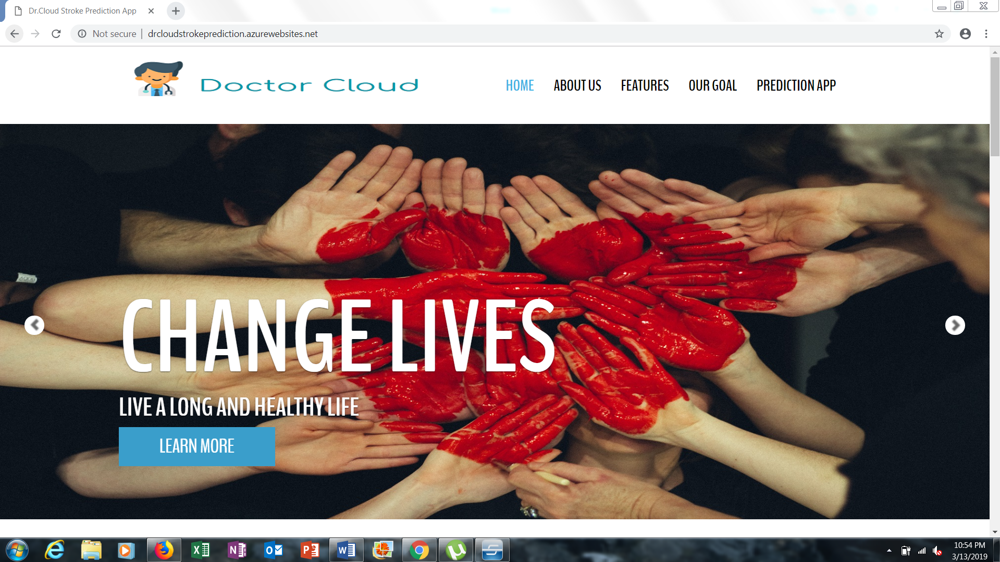 Dr.Cloud Stroke Prediction App
Not secure | drcloudstrokeprediction.azurewebsites.net
Doctor Cloud
HOME ABOUT US FEATURES OUR GOAL PREDICTION APP
CHANGE LIVES
LIVE A LONG AND HEALTHY LIFE
LEARN MORE
10:54 PM
3/13/2019